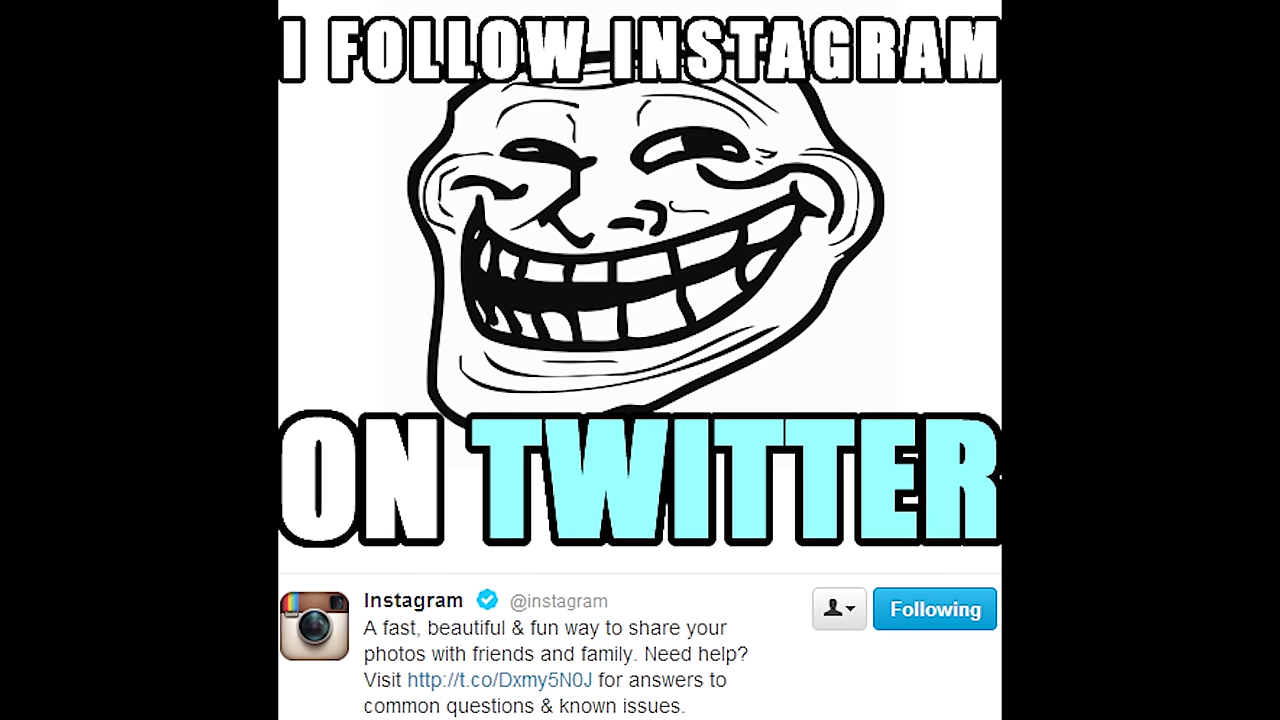 I FOLLOW INSTAGRAM
ON TWITTER
Instagram @instagram
Following
A fast, beautiful & fun way to share your
photos with friends and family. Need help?
Visit http://t.co/Dxmy5N0J for answers to
common questions & known issues.